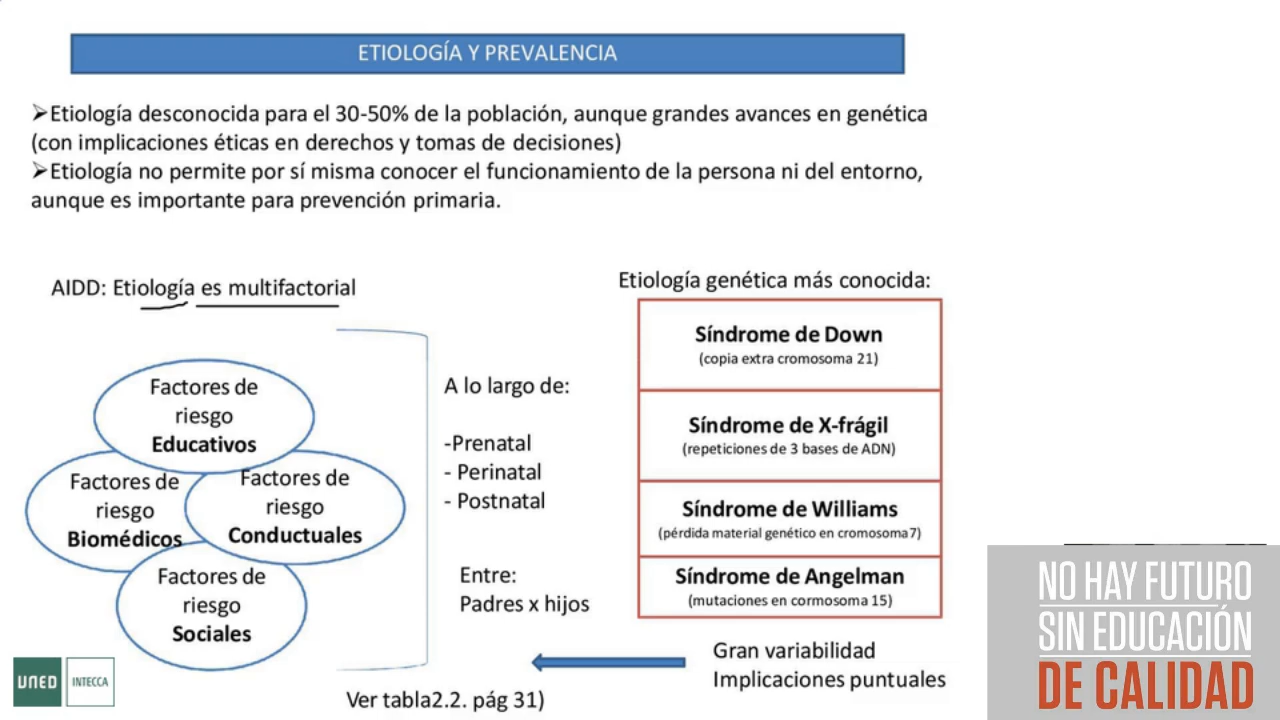 ETIOLOGÍA Y PREVALENCIA
➢Etiología desconocida para el 30-50% de la población, aunque grandes avances en genética
(con implicaciones éticas en derechos y tomas de decisiones)
➢Etiología no permite por sí misma conocer el funcionamiento de la persona ni del entorno,
aunque es importante para prevención primaria.
AIDD: Etiología es multifactorial
Factores de
riesgo
Educativos
Factores de
riesgo
Biomédicos
Factores de
riesgo
Conductuales
Factores de
riesgo
Sociales
A lo largo de:
-Prenatal
- Perinatal
- Postnatal
Entre:
Padres x hijos
Etiología genética más conocida:
Síndrome de Down
(copia extra cromosoma 21)
Síndrome de X-frágil
(repeticiones de 3 bases de ADN)
Síndrome de Williams
(pérdida material genético en cromosoma7)
Síndrome de Angelman
(mutaciones en cormosoma 15)
Gran variabilidad
Implicaciones puntuales
Ver tabla2.2. pág 31)
UNED
INTECCA
NO HAY FUTURO
SIN EDUCACIÓN
DE CALIDAD